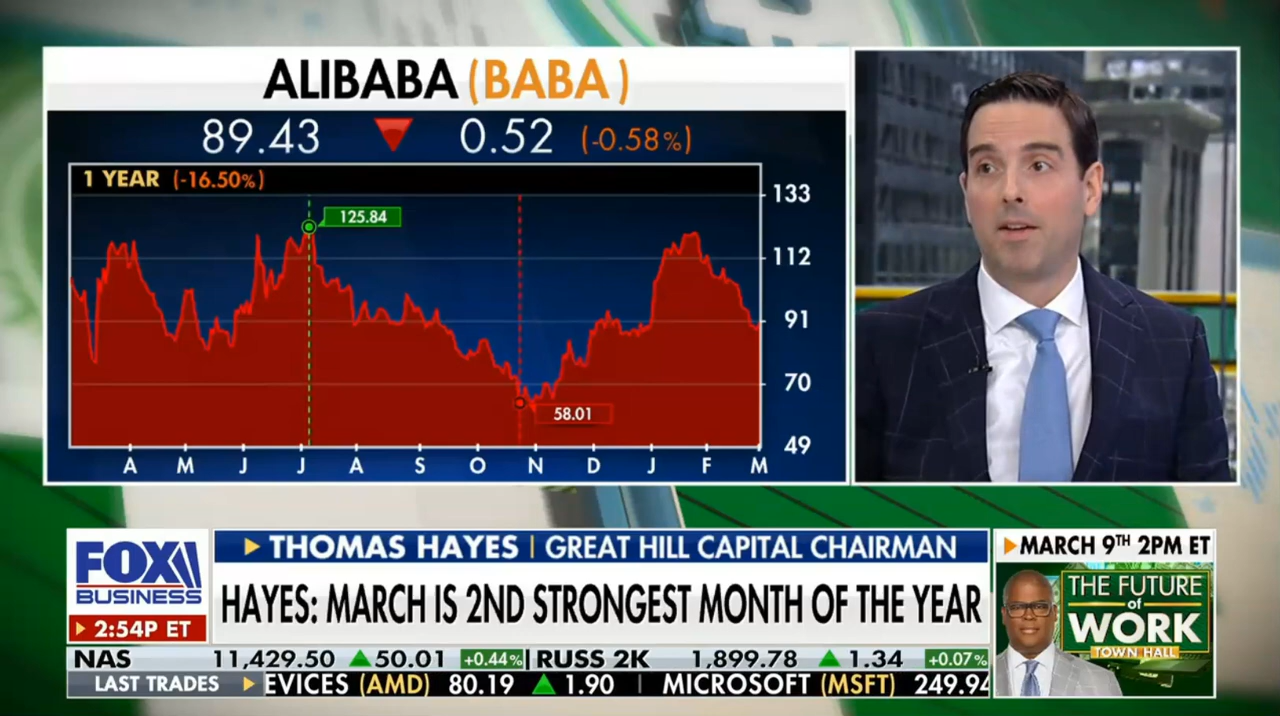 ALIBABA (BABA)
89.43 ▼ 0.52 (-0.58%)
1 YEAR (-16.50%)
125.84
58.01
133
112
91
70
49
A M J J A S O N D J F M
FOX BUSINESS
2:54P ET
THOMAS HAYES | GREAT HILL CAPITAL CHAIRMAN
HAYES: MARCH IS 2ND STRONGEST MONTH OF THE YEAR
NAS 11,429.50 ▲ 50.01 +0.44% | RUSS 2K 1,899.78 ▲ 1.34 +0.07%
LAST TRADES EVICES (AMD) 80.19 ▲ 1.90 | MICROSOFT (MSFT) 249.94
MARCH 9TH 2PM ET
THE FUTURE
of
WORK
TOWN HALL